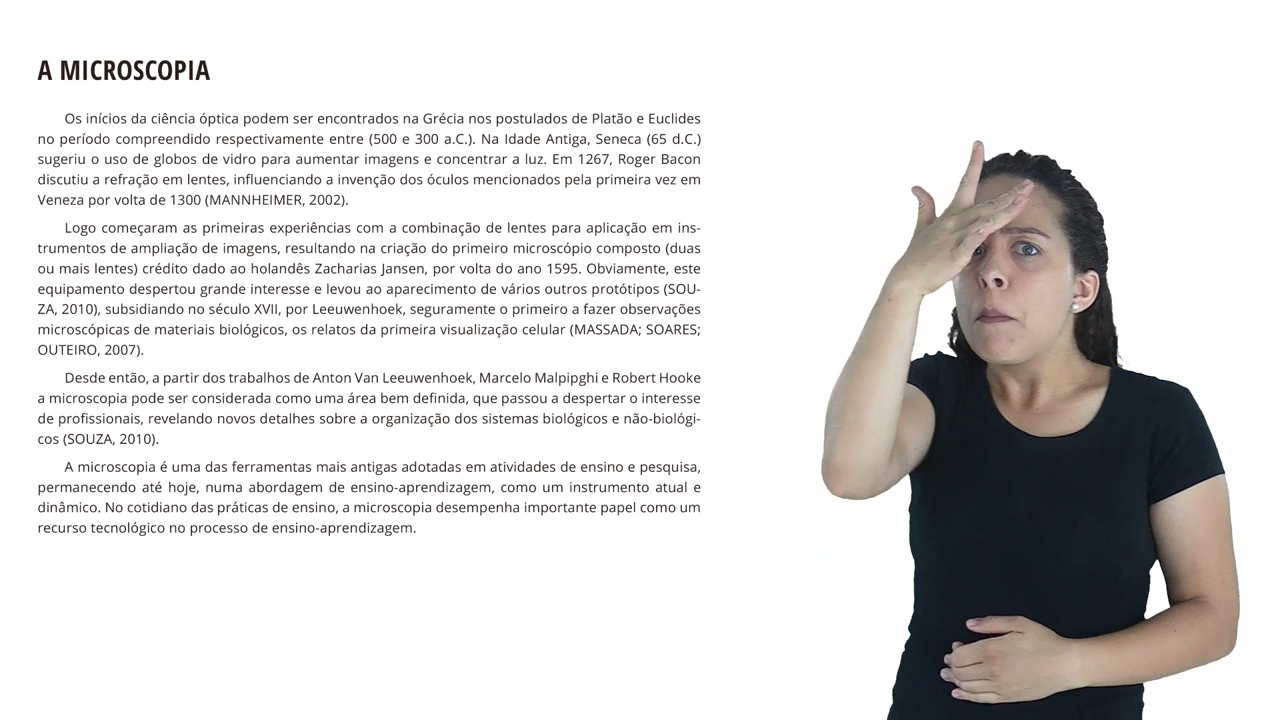 A MICROSCOPIA
Os inícios da ciência óptica podem ser encontrados na Grécia nos postulados de Platão e Euclides
no período compreendido respectivamente entre (500 e 300 a.C.). Na Idade Antiga, Seneca (65 d.C.)
sugeriu o uso de globos de vidro para aumentar imagens e concentrar a luz. Em 1267, Roger Bacon
discutiu a refração em lentes, influenciando a invenção dos óculos mencionados pela primeira vez em
Veneza por volta de 1300 (MANNHEIMER, 2002).
Logo começaram as primeiras experiências com a combinação de lentes para aplicação em ins-
trumentos de ampliação de imagens, resultando na criação do primeiro microscópio composto (duas
ou mais lentes) crédito dado ao holandês Zacharias Jansen, por volta do ano 1595. Obviamente, este
equipamento despertou grande interesse e levou ao aparecimento de vários outros protótipos (SOU-
ZA, 2010), subsidiando no século XVII, por Leeuwenhoek, seguramente o primeiro a fazer observações
microscópicas de materiais biológicos, os relatos da primeira visualização celular (MASSADA; SOARES;
OUTEIRO, 2007).
Desde então, a partir dos trabalhos de Anton Van Leeuwenhoek, Marcelo Malpipghi e Robert Hooke
a microscopia pode ser considerada como uma área bem definida, que passou a despertar o interesse
de profissionais, revelando novos detalhes sobre a organização dos sistemas biológicos e não-biológi-
cos (SOUZA, 2010).
A microscopia é uma das ferramentas mais antigas adotadas em atividades de ensino e pesquisa,
permanecendo até hoje, numa abordagem de ensino-aprendizagem, como um instrumento atual e
dinâmico. No cotidiano das práticas de ensino, a microscopia desempenha importante papel como um
recurso tecnológico no processo de ensino-aprendizagem.